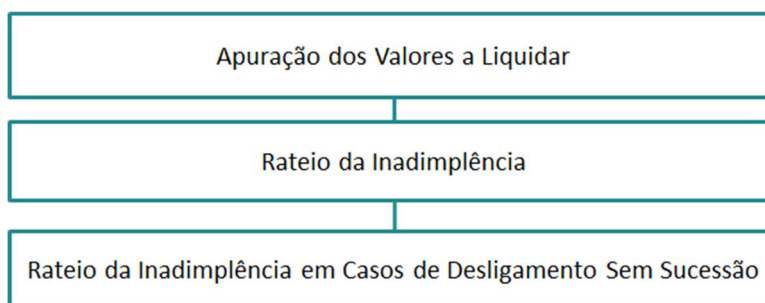 Apuração dos Valores a Liquidar
Rateio da Inadimplência
Rateio da Inadimplência em Casos de Desligamento Sem Sucessão